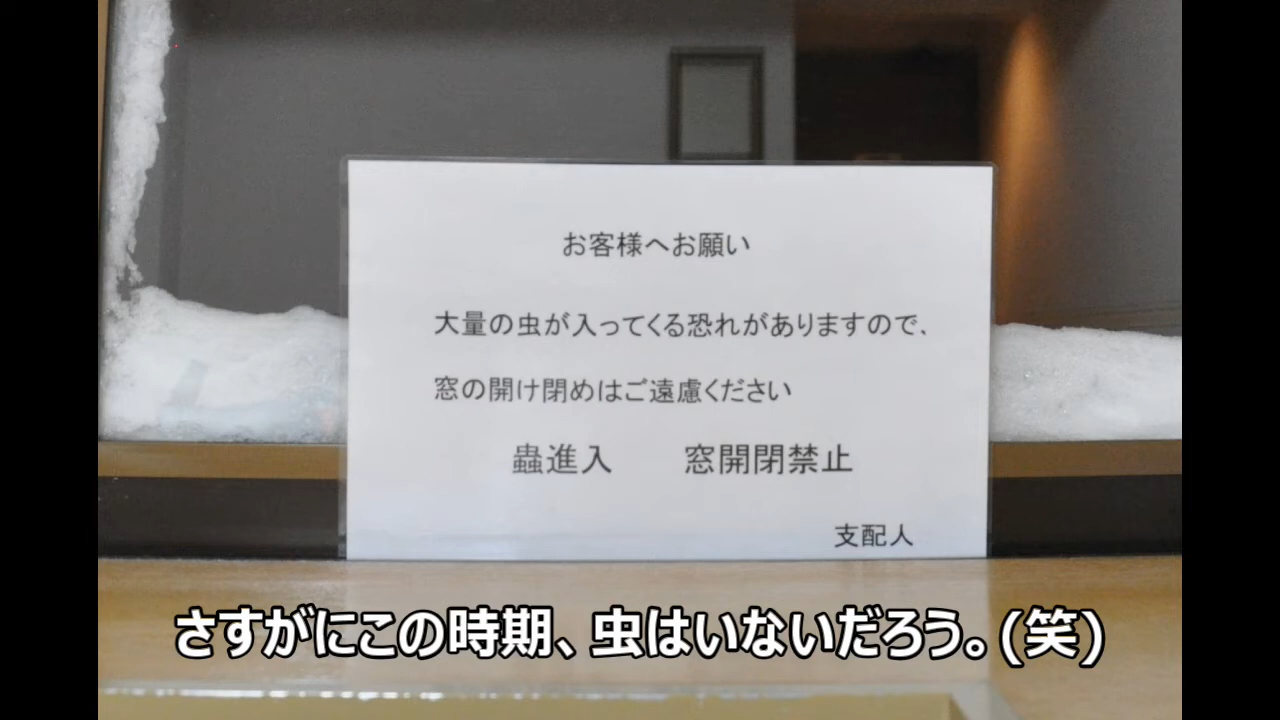 お客様へお願い
大量の虫が入ってくる恐れがありますので、
窓の開け閉めはご遠慮ください
蟲進入　　窓開閉禁止
支配人
さすがにこの時期、虫はいないだろう。(笑)